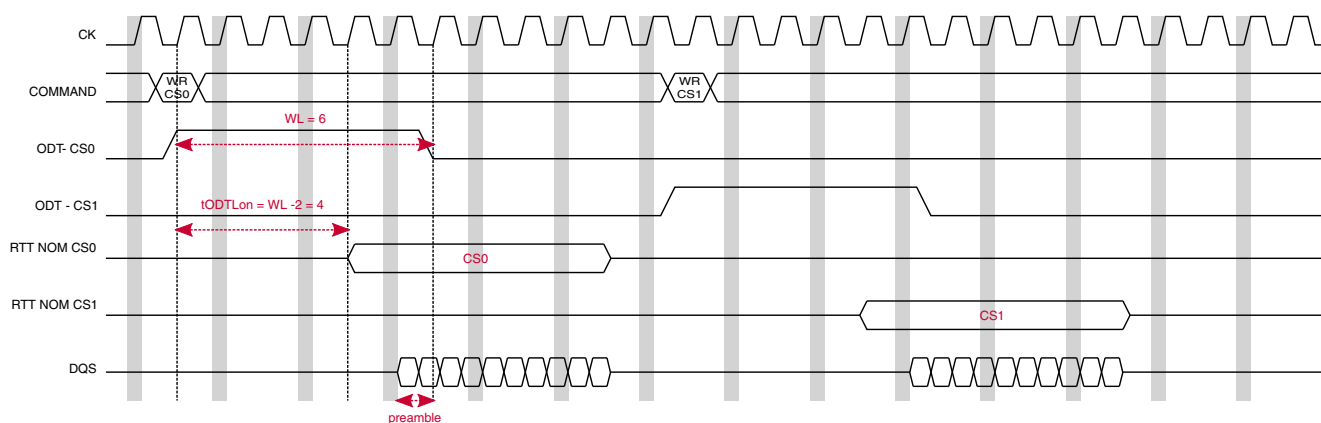 CK
COMMAND
WR
CS0
WR
CS1
WL = 6
ODT- CS0
ODT - CS1
tODTLon = WL -2 = 4
RTT NOM CS0
CS0
RTT NOM CS1
CS1
DQS
preamble